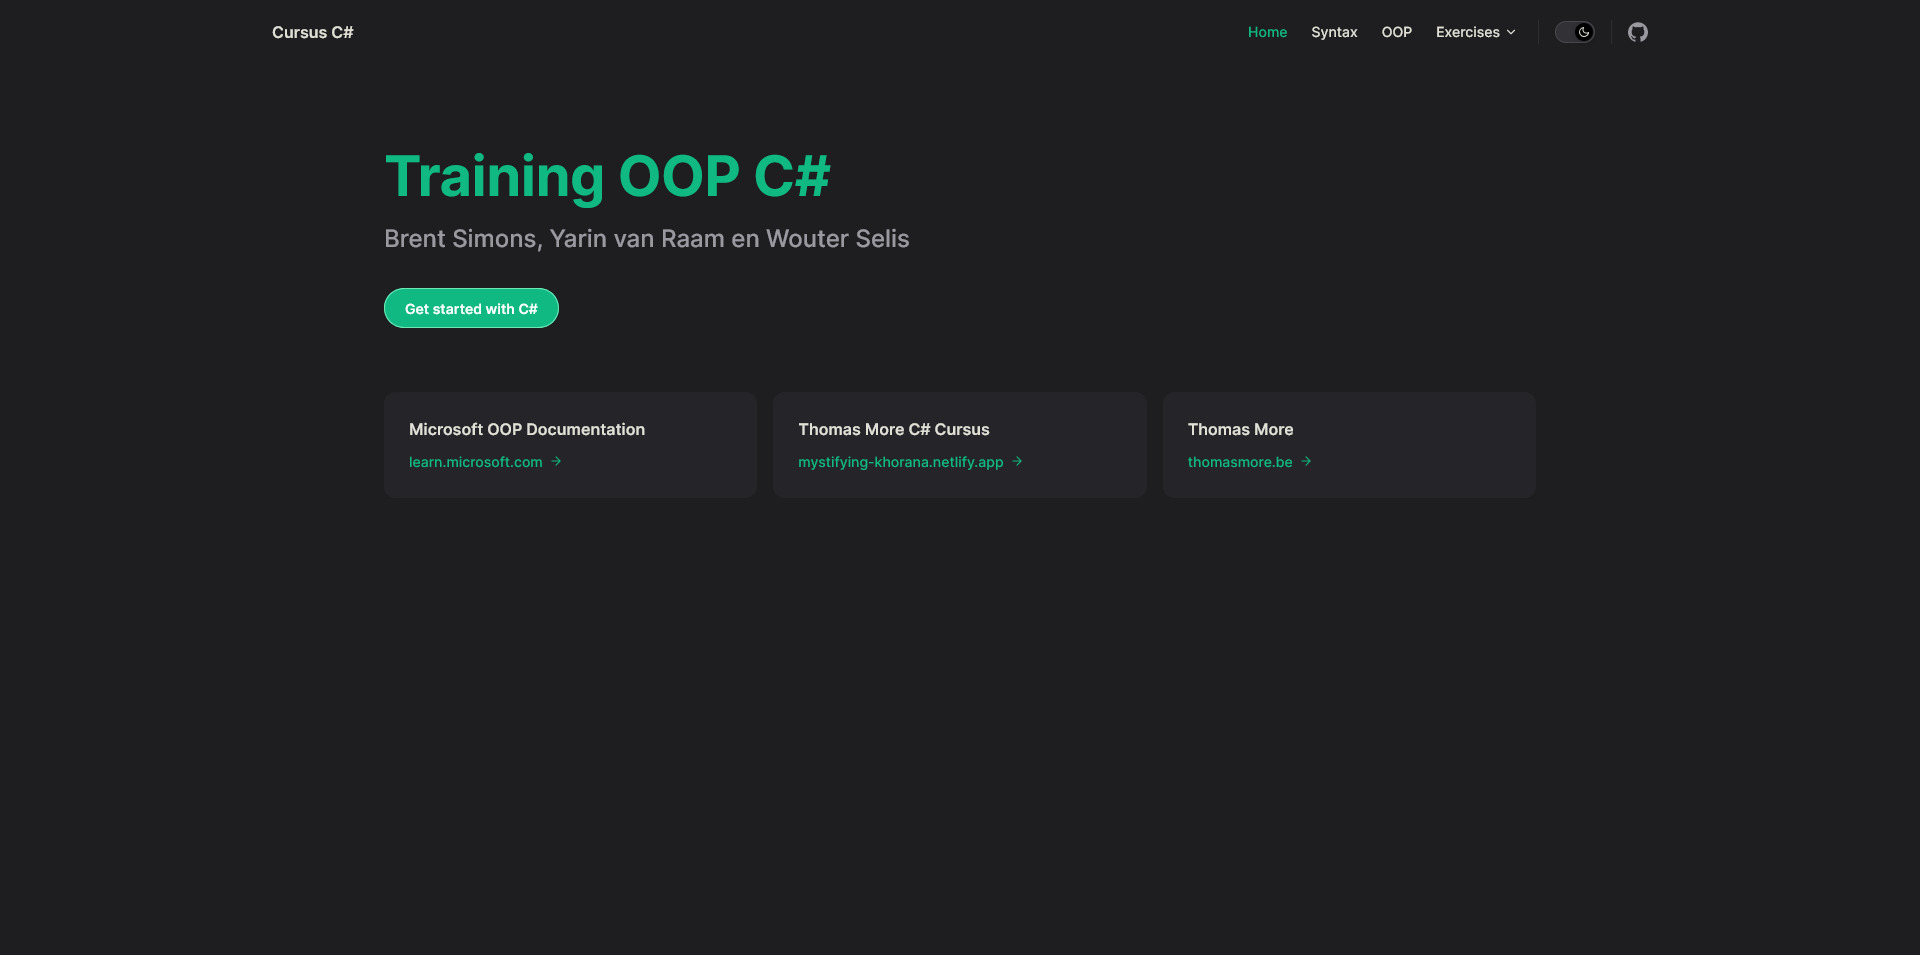 Cursus C#
Home
Syntax
OOP
Exercises
Training OOP C#
Brent Simons, Yarin van Raam en Wouter Selis
Get started with C#
Microsoft OOP Documentation
learn.microsoft.com →
Thomas More C# Cursus
mystifying-khorana.netlify.app →
Thomas More
thomasmore.be →